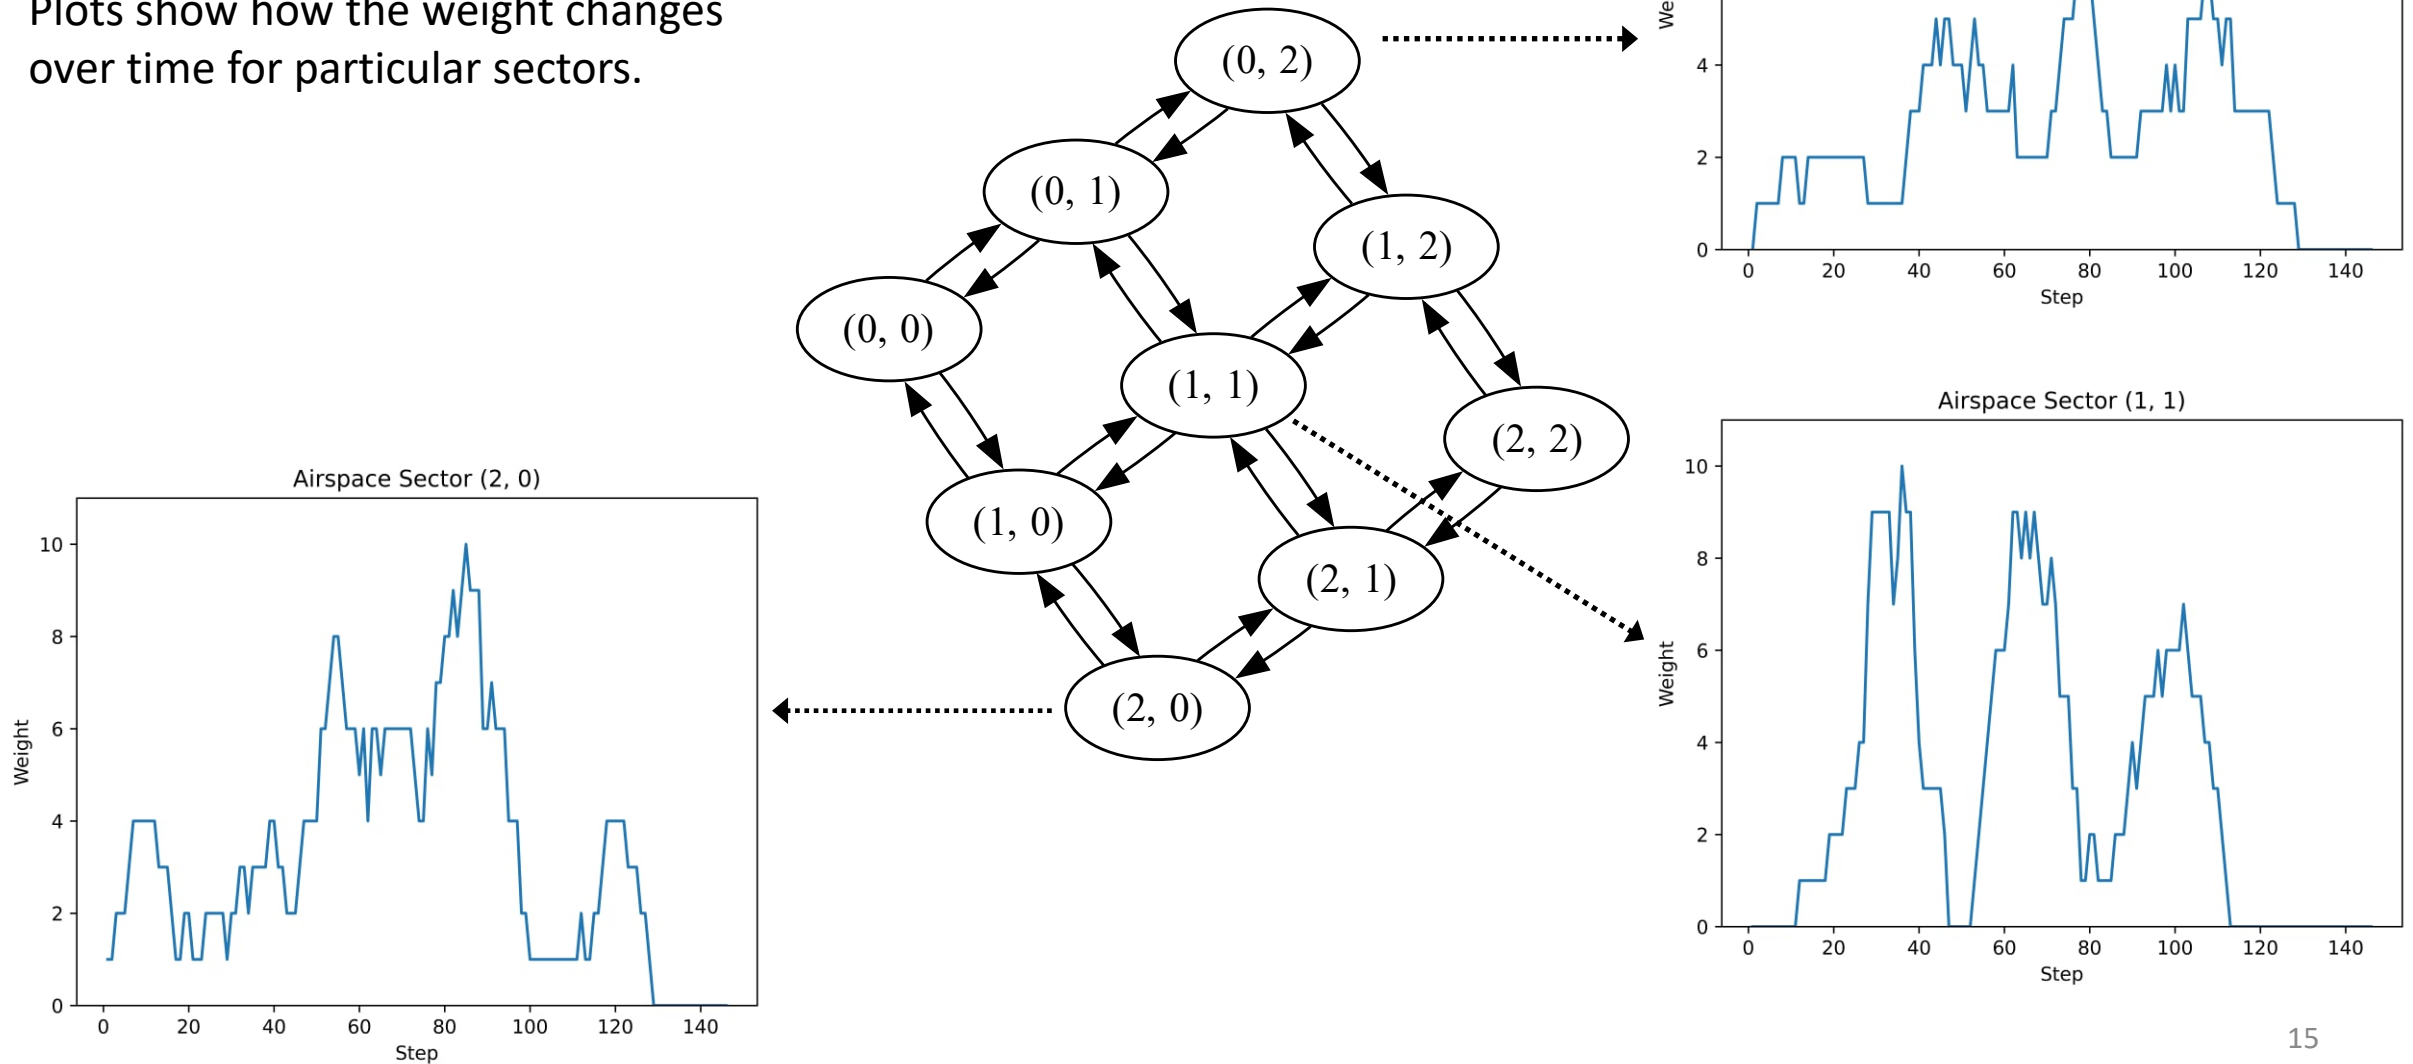 Plots show how the weight changes
over time for particular sectors.
(0, 2)
(0, 1)
(1, 2)
(0, 0)
(1, 1)
(2, 2)
(1, 0)
(2, 1)
(2, 0)
4
2
0
0 20 40 60 80 100 120 140
Step
Airspace Sector (1, 1)
Weight
10
8
6
4
2
0
0 20 40 60 80 100 120 140
Step
Airspace Sector (2, 0)
Weight
10
8
6
4
2
0
0 20 40 60 80 100 120 140
Step
15